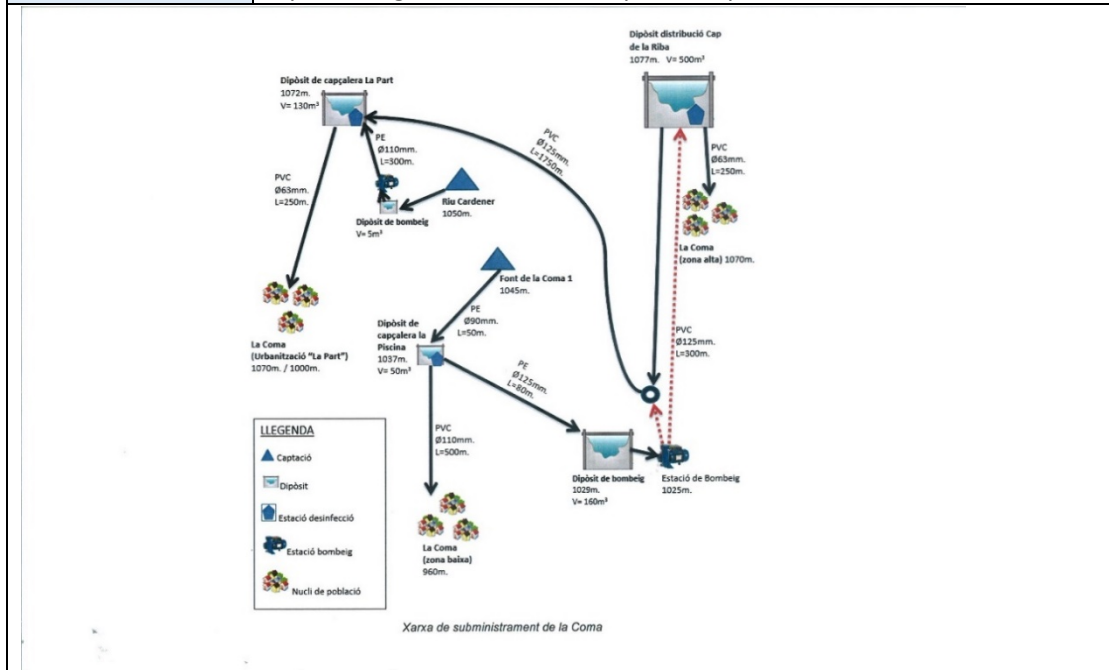 Dipòsit distribució Cap
de la Riba
1077m. V= 500m³
Dipòsit de capçalera La Part
1072m.
V= 130m³
PE
Ø110mm.
L=300m.
PVC
Ø125mm.
L=1750m.
PVC
Ø63mm.
L=250m.
PVC
Ø63mm.
L=250m.
Riu Cardener
1050m.
Dipòsit de bombeig
V= 5m³
La Coma
(zona alta) 1070m.
Font de la Coma 1
1045m.
PE
Ø90mm.
L=50m.
Dipòsit de
capçalera la
Piscina
1037m.
V= 50m³
La Coma
(Urbanització “La Part”)
1070m. / 1000m.
PE
Ø125mm.
L=80m.
PVC
Ø125mm.
L=300m.
PVC
Ø110mm.
L=500m.
Dipòsit de bombeig
1029m.
V= 160m³
Estació de Bombeig
1025m.
La Coma
(zona baixa)
960m.
LLEGENDA
Captació
Dipòsit
Estació desinfecció
Estació bombeig
Nucli de població
Xarxa de subministrament de la Coma